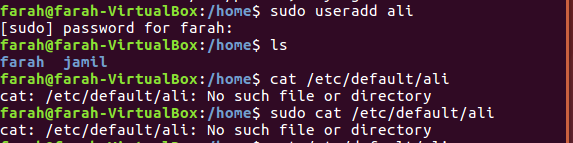 farah@farah-VirtualBox:/home$ sudo useradd ali
[sudo] password for farah:
farah@farah-VirtualBox:/home$ ls
farah  jamil
farah@farah-VirtualBox:/home$ cat /etc/default/ali
cat: /etc/default/ali: No such file or directory
farah@farah-VirtualBox:/home$ sudo cat /etc/default/ali
cat: /etc/default/ali: No such file or directory